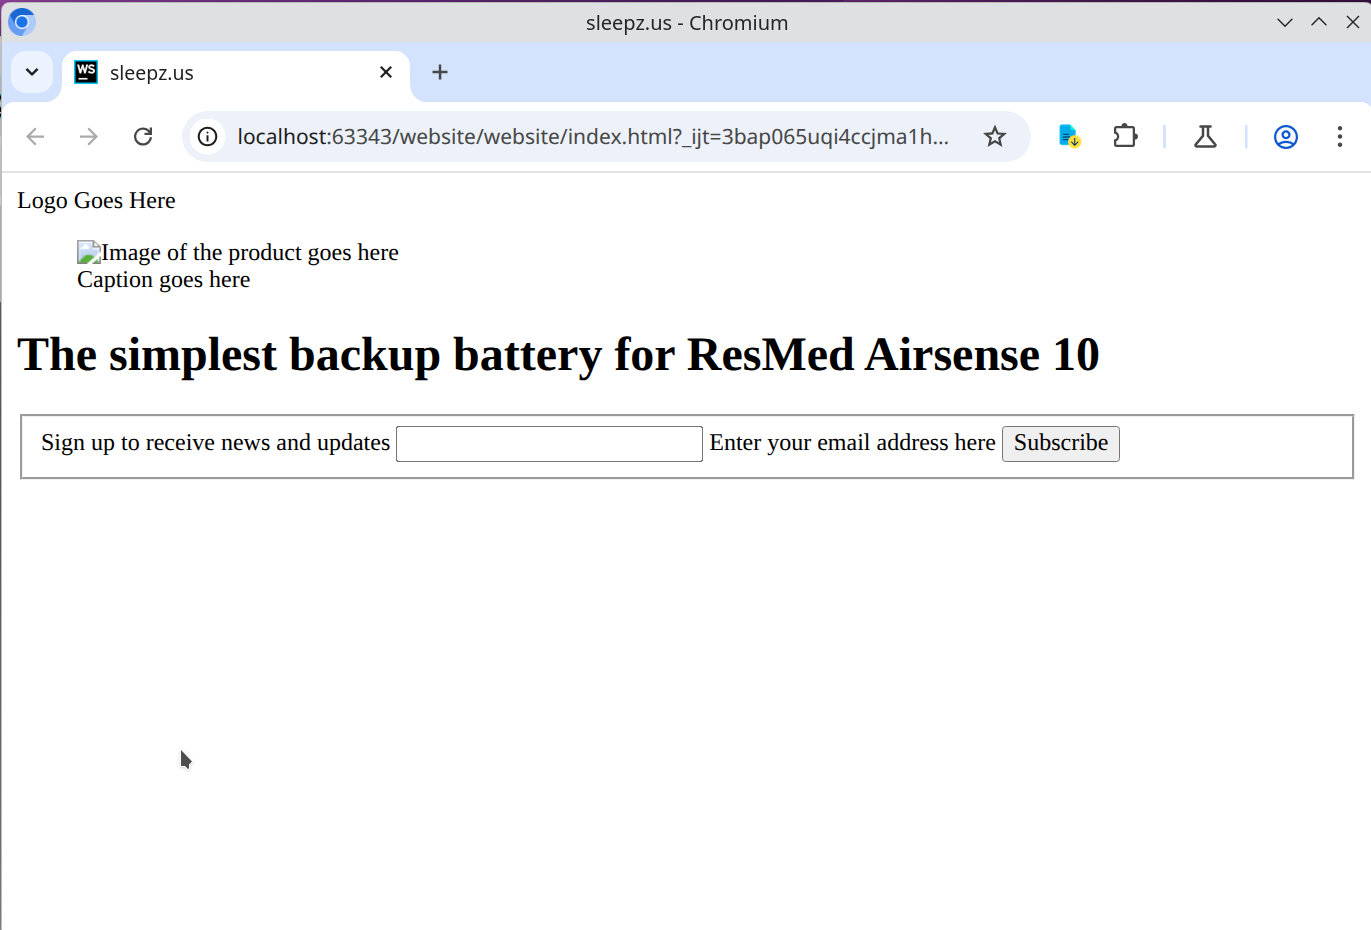 sleepz.us - Chromium
WS sleepz.us
localhost:63343/website/website/index.html?_ijt=3bap065uqi4ccjma1h...
Logo Goes Here
Image of the product goes here
Caption goes here
The simplest backup battery for ResMed Airsense 10
Sign up to receive news and updates Enter your email address here Subscribe